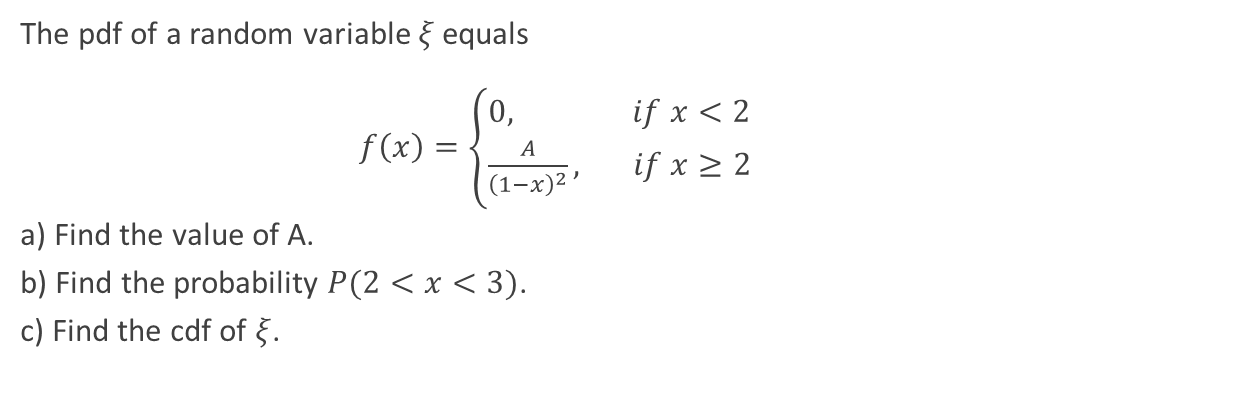 The pdf of a random variable ξ equals
f(x) = { 0, if x < 2
A/(1−x)², if x ≥ 2
a) Find the value of A.
b) Find the probability P(2 < x < 3).
c) Find the cdf of ξ.